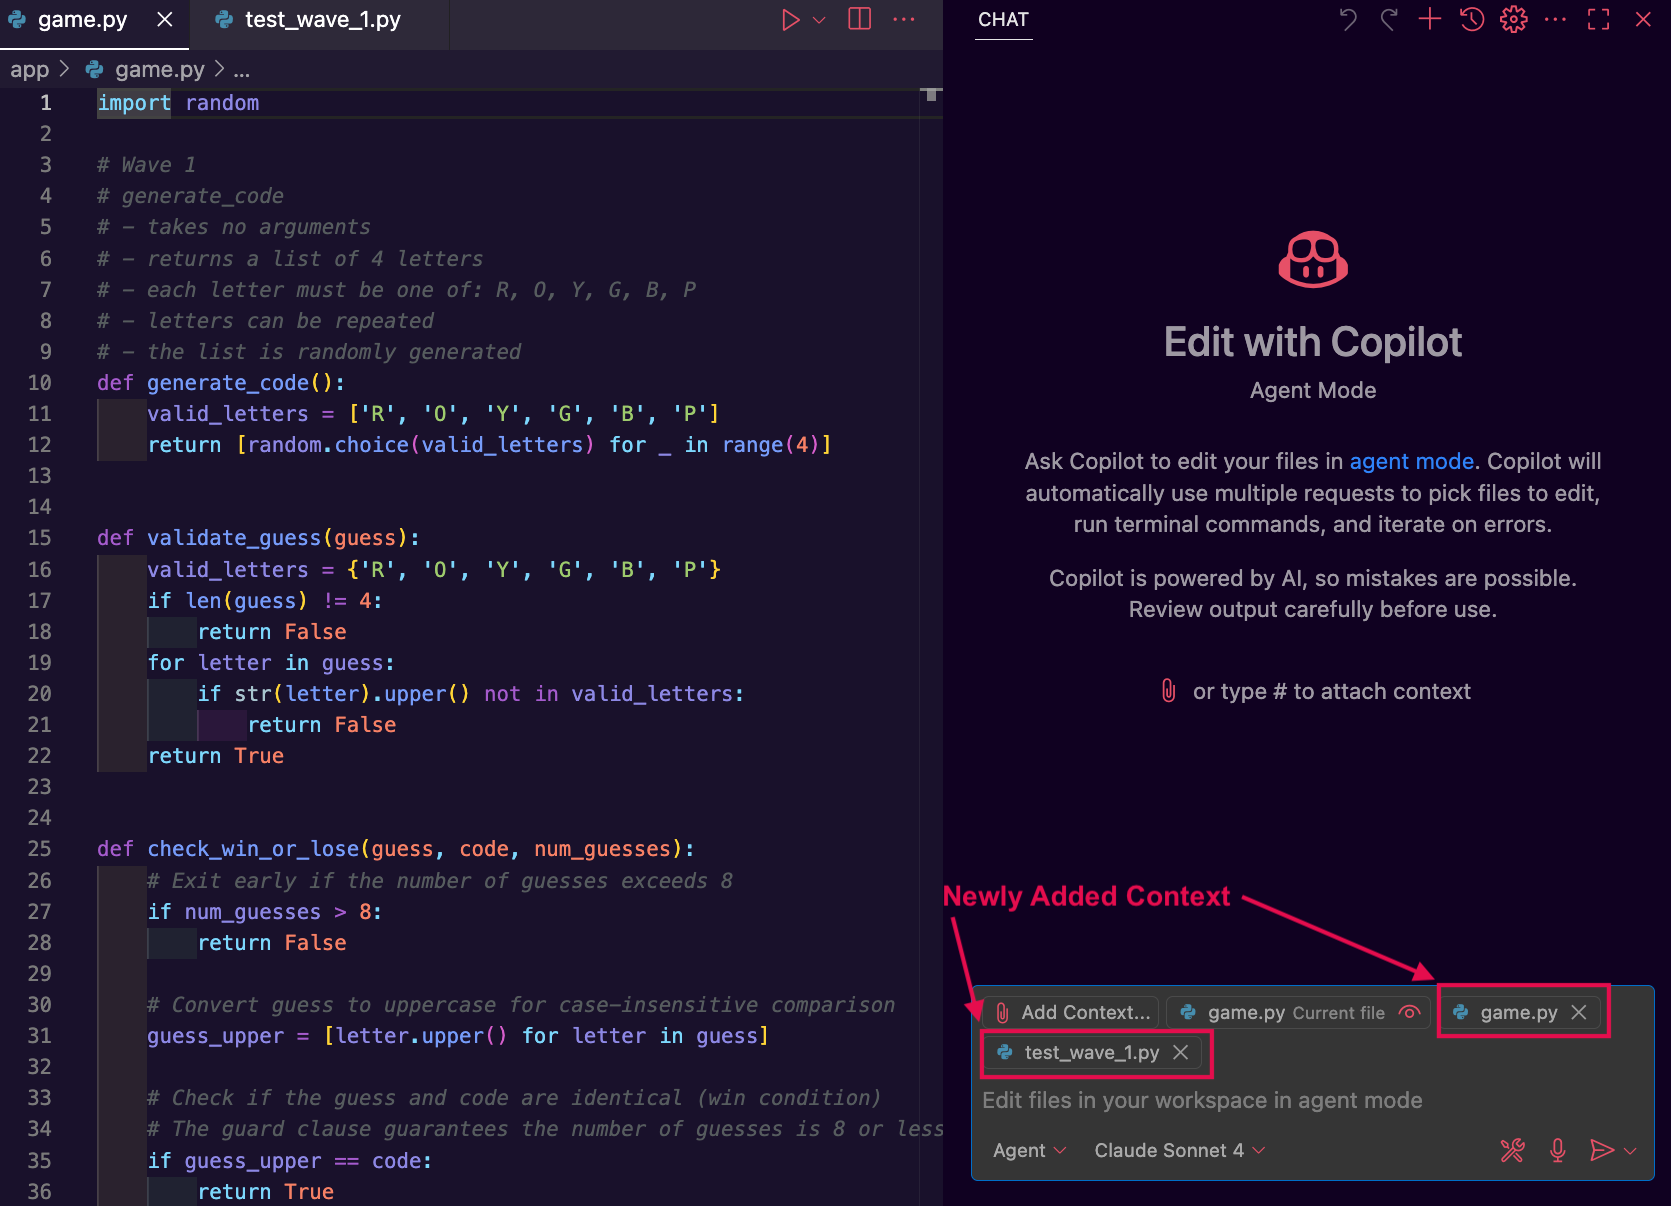 game.py
test_wave_1.py
app > game.py > ...
1 import random
2
3 # Wave 1
4 # generate_code
5 # - takes no arguments
6 # - returns a list of 4 letters
7 # - each letter must be one of: R, O, Y, G, B, P
8 # - letters can be repeated
9 # - the list is randomly generated
10 def generate_code():
11     valid_letters = ['R', 'O', 'Y', 'G', 'B', 'P']
12     return [random.choice(valid_letters) for _ in range(4)]
13
14
15 def validate_guess(guess):
16     valid_letters = {'R', 'O', 'Y', 'G', 'B', 'P'}
17     if len(guess) != 4:
18         return False
19     for letter in guess:
20         if str(letter).upper() not in valid_letters:
21             return False
22     return True
23
24
25 def check_win_or_lose(guess, code, num_guesses):
26     # Exit early if the number of guesses exceeds 8
27     if num_guesses > 8:
28         return False
29
30     # Convert guess to uppercase for case-insensitive comparison
31     guess_upper = [letter.upper() for letter in guess]
32
33     # Check if the guess and code are identical (win condition)
34     # The guard clause guarantees the number of guesses is 8 or less
35     if guess_upper == code:
36         return True
CHAT
Edit with Copilot
Agent Mode
Ask Copilot to edit your files in agent mode. Copilot will
automatically use multiple requests to pick files to edit,
run terminal commands, and iterate on errors.
Copilot is powered by AI, so mistakes are possible.
Review output carefully before use.
or type # to attach context
Newly Added Context
Add Context...
game.py Current file
game.py
test_wave_1.py
Edit files in your workspace in agent mode
Agent
Claude Sonnet 4